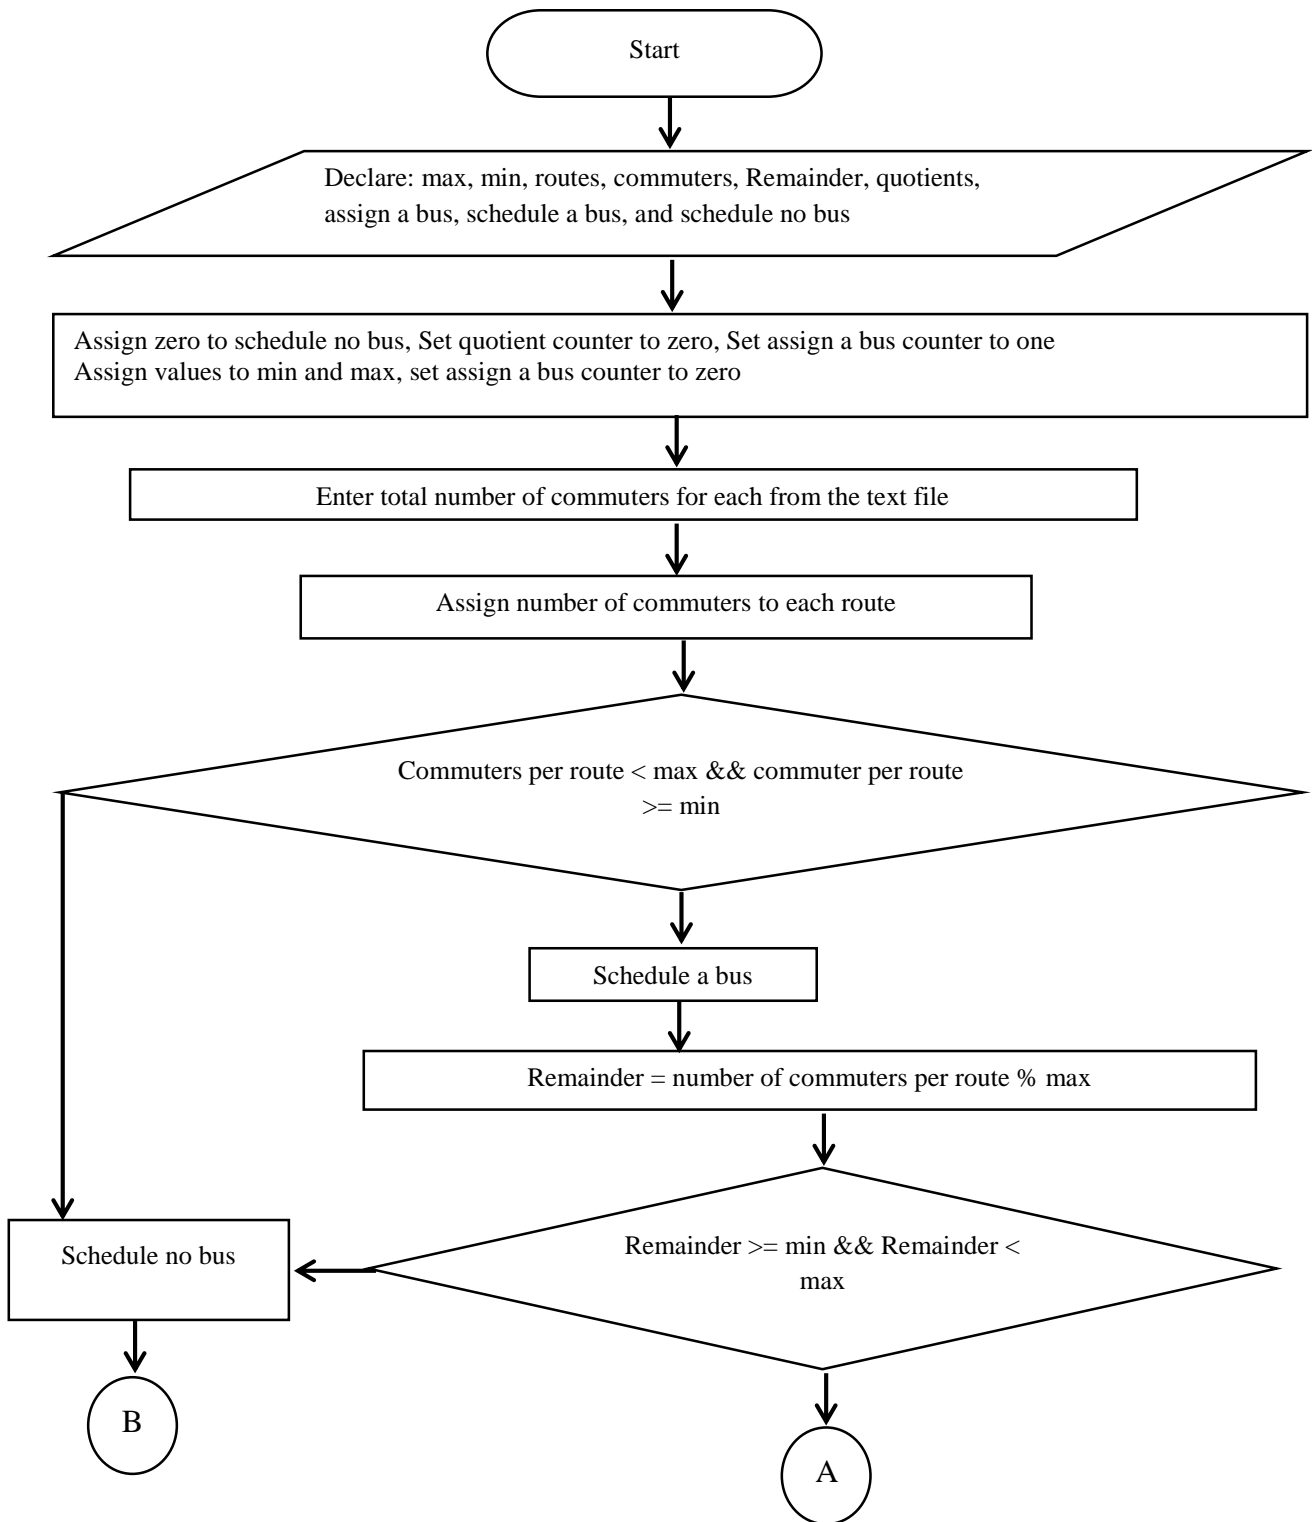 Start
Declare: max, min, routes, commuters, Remainder, quotients,
assign a bus, schedule a bus, and schedule no bus
Assign zero to schedule no bus, Set quotient counter to zero, Set assign a bus counter to one
Assign values to min and max, set assign a bus counter to zero
Enter total number of commuters for each from the text file
Assign number of commuters to each route
Commuters per route < max && commuter per route
>= min
Schedule a bus
Remainder = number of commuters per route % max
Remainder >= min && Remainder <
max
Schedule no bus
B
A